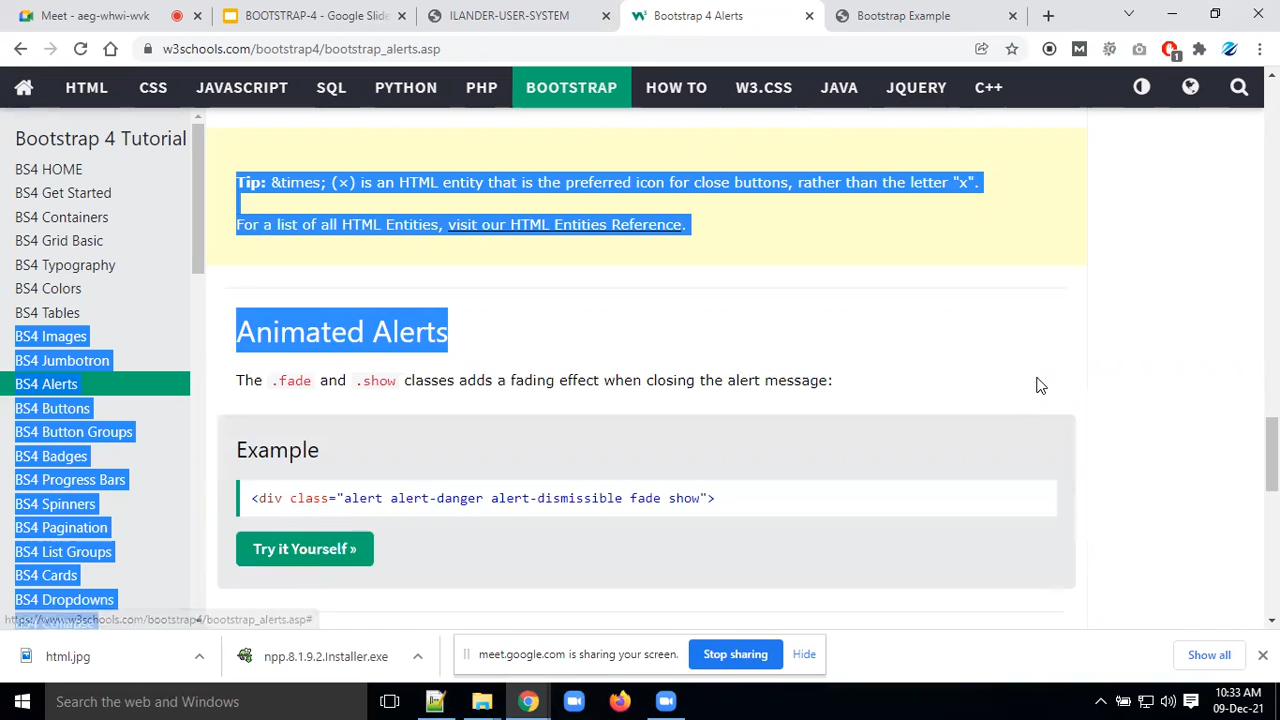 Meet - aeg-whwi-wvk
BOOTSTRAP-4 - Google Slide
ILANDER-USER-SYSTEM
Bootstrap 4 Alerts
Bootstrap Example
w3schools.com/bootstrap4/bootstrap_alerts.asp
1
HTML CSS JAVASCRIPT SQL PYTHON PHP BOOTSTRAP HOW TO W3.CSS JAVA JQUERY C++
Bootstrap 4 Tutorial
BS4 HOME
BS4 Get Started
BS4 Containers
BS4 Grid Basic
BS4 Typography
BS4 Colors
BS4 Tables
BS4 Images
BS4 Jumbotron
BS4 Alerts
BS4 Buttons
BS4 Button Groups
BS4 Badges
BS4 Progress Bars
BS4 Spinners
BS4 Pagination
BS4 List Groups
BS4 Cards
BS4 Dropdowns
Tip: &times; (×) is an HTML entity that is the preferred icon for close buttons, rather than the letter "x".
For a list of all HTML Entities, visit our HTML Entities Reference.
Animated Alerts
The .fade and .show classes adds a fading effect when closing the alert message:
Example
<div class="alert alert-danger alert-dismissible fade show">
Try it Yourself »
https://www.w3schools.com/bootstrap4/bootstrap_alerts.asp#
html.jpg
npp.8.1.9.2.Installer.exe
meet.google.com is sharing your screen.
Stop sharing
Hide
Show all
Search the web and Windows
10:33 AM
09-Dec-21